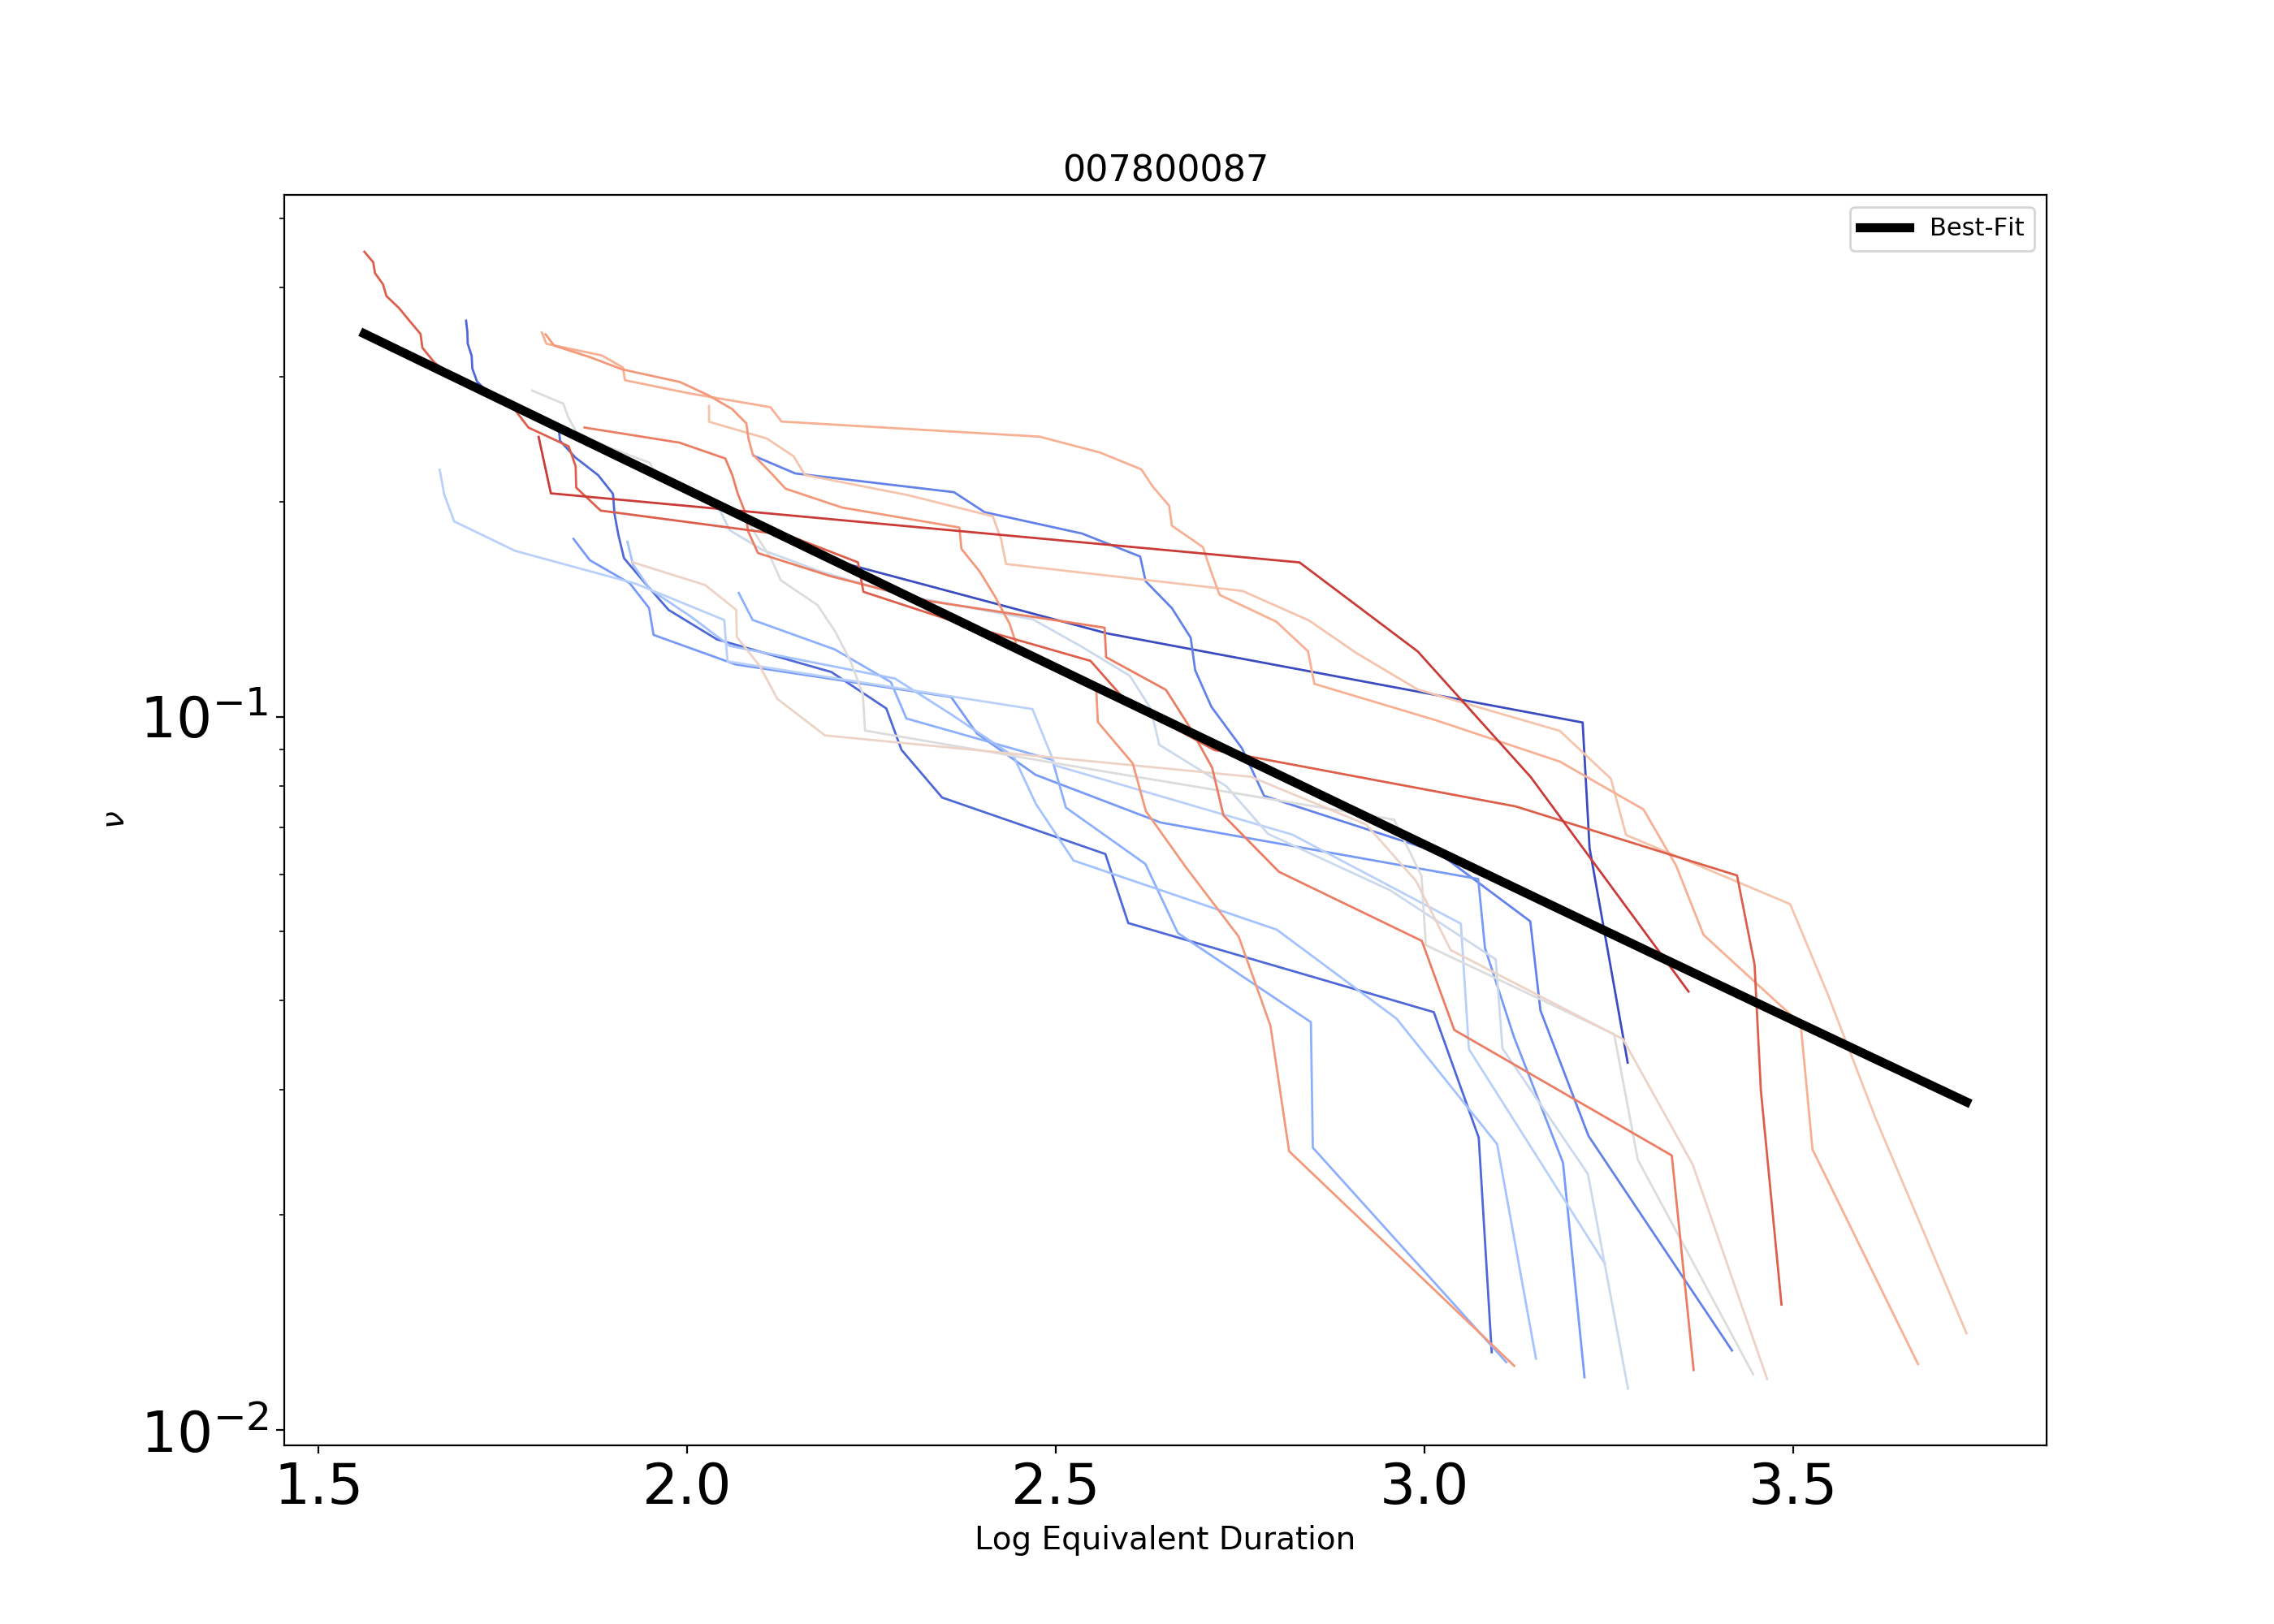 007800087
Best-Fit
10⁻¹
ν
10⁻²
1.5 2.0 2.5 3.0 3.5
Log Equivalent Duration